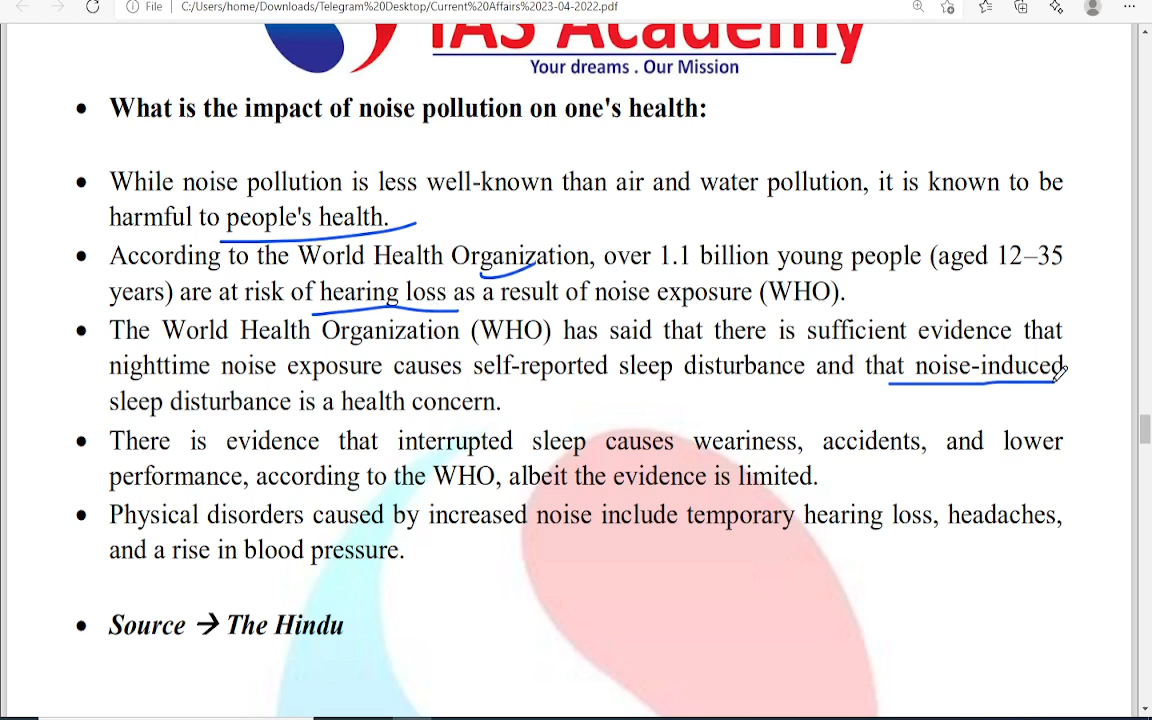 File | C:/Users/home/Downloads/Telegram%20Desktop/Current%20Affairs%2023-04-2022.pdf
IAS Academy
Your dreams . Our Mission
• What is the impact of noise pollution on one's health:
• While noise pollution is less well-known than air and water pollution, it is known to be
harmful to people's health.
• According to the World Health Organization, over 1.1 billion young people (aged 12–35
years) are at risk of hearing loss as a result of noise exposure (WHO).
• The World Health Organization (WHO) has said that there is sufficient evidence that
nighttime noise exposure causes self-reported sleep disturbance and that noise-induced
sleep disturbance is a health concern.
• There is evidence that interrupted sleep causes weariness, accidents, and lower
performance, according to the WHO, albeit the evidence is limited.
• Physical disorders caused by increased noise include temporary hearing loss, headaches,
and a rise in blood pressure.
• Source → The Hindu